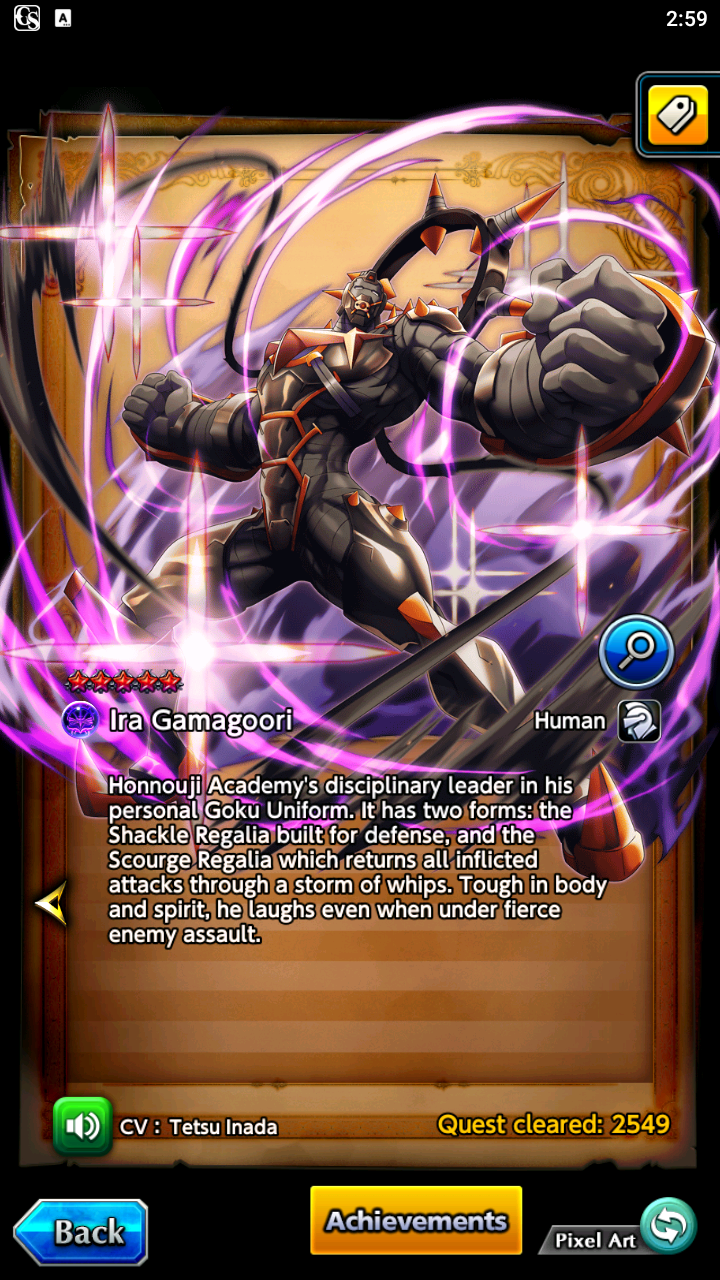 GS A
2:59
Ira Gamagoori
Human
Honnouji Academy's disciplinary leader in his
personal Goku Uniform. It has two forms: the
Shackle Regalia built for defense, and the
Scourge Regalia which returns all inflicted
attacks through a storm of whips. Tough in body
and spirit, he laughs even when under fierce
enemy assault.
CV : Tetsu Inada
Quest cleared: 2549
Back
Achievements
Pixel Art